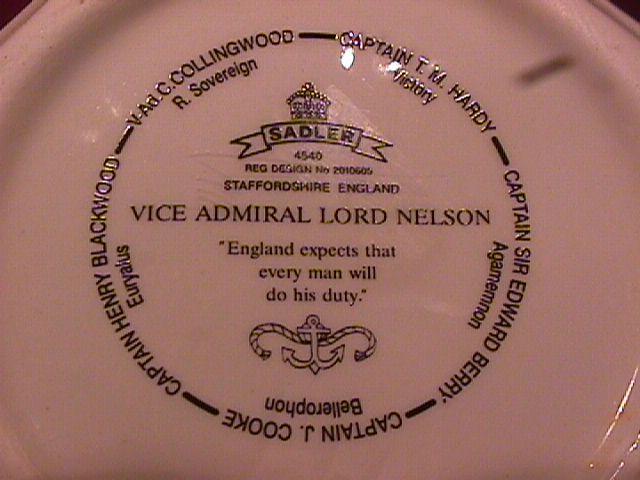 V-Ad.C.COLLINGWOOD
R. Sovereign
CAPTAIN T. M. HARDY
Victory
CAPTAIN SIR EDWARD BERRY
Agamemnon
CAPTAIN J. COOKE
Bellerophon
CAPTAIN HENRY BLACKWOOD
Euryalus
SADLER
4540
REG DESIGN No 2010605
STAFFORDSHIRE ENGLAND
VICE ADMIRAL LORD NELSON
"England expects that
every man will
do his duty."